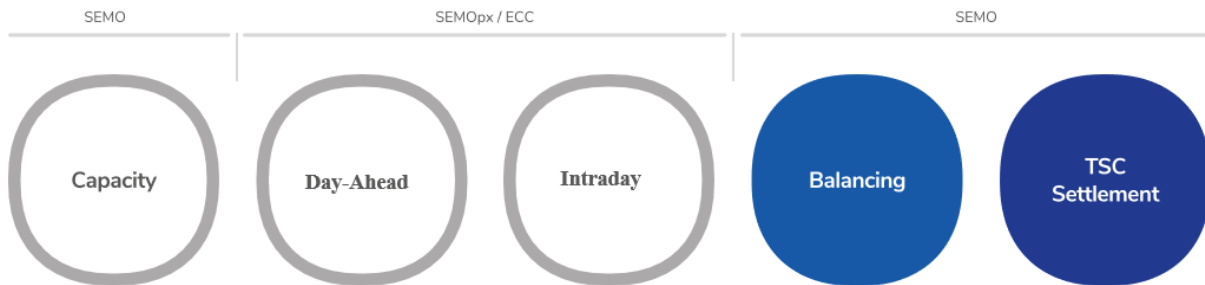 SEMO
SEMOpx / ECC
SEMO
Capacity
Day-Ahead
Intraday
Balancing
TSC
Settlement